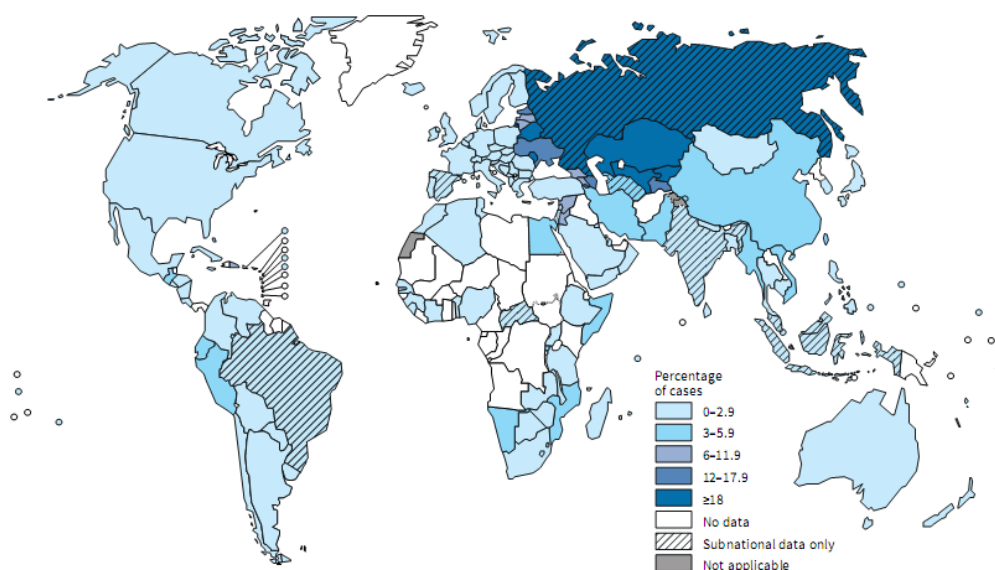 Percentage
of cases
0–2.9
3–5.9
6–11.9
12–17.9
≥18
No data
Subnational data only
Not applicable